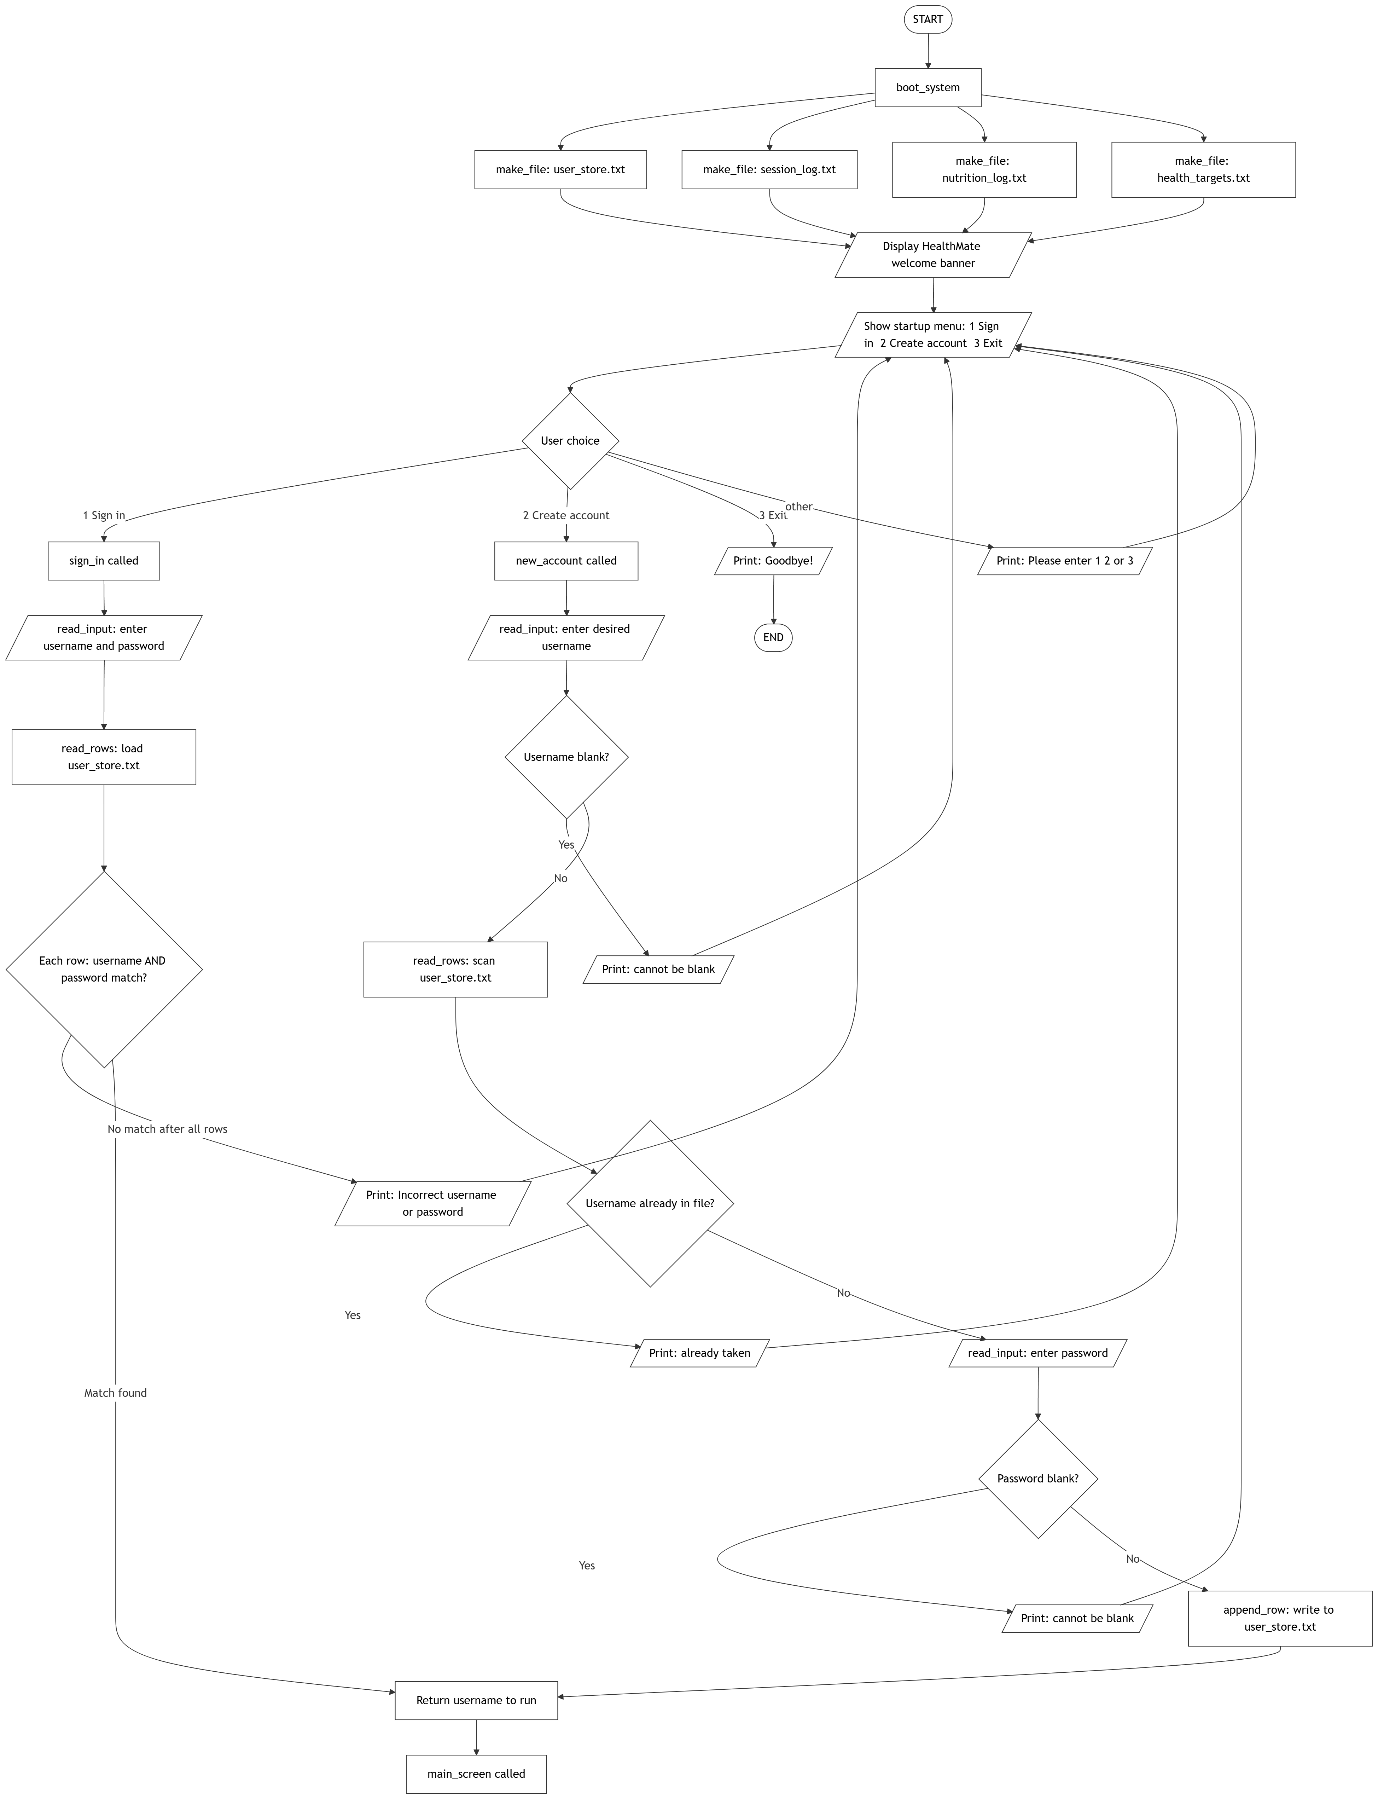 START
boot_system
make_file: user_store.txt
make_file: session_log.txt
make_file:
nutrition_log.txt
make_file:
health_targets.txt
Display HealthMate
welcome banner
Show startup menu: 1 Sign
in 2 Create account 3 Exit
User choice
1 Sign in
2 Create account
3 Exit
other
sign_in called
new_account called
Print: Goodbye!
Print: Please enter 1 2 or 3
read_input: enter
username and password
read_input: enter desired
username
END
read_rows: load
user_store.txt
Username blank?
Yes
No
Each row: username AND
password match?
read_rows: scan
user_store.txt
Print: cannot be blank
No match after all rows
Print: Incorrect username
or password
Username already in file?
Yes
No
Print: already taken
read_input: enter password
Match found
Password blank?
Yes
No
Print: cannot be blank
append_row: write to
user_store.txt
Return username to run
main_screen called